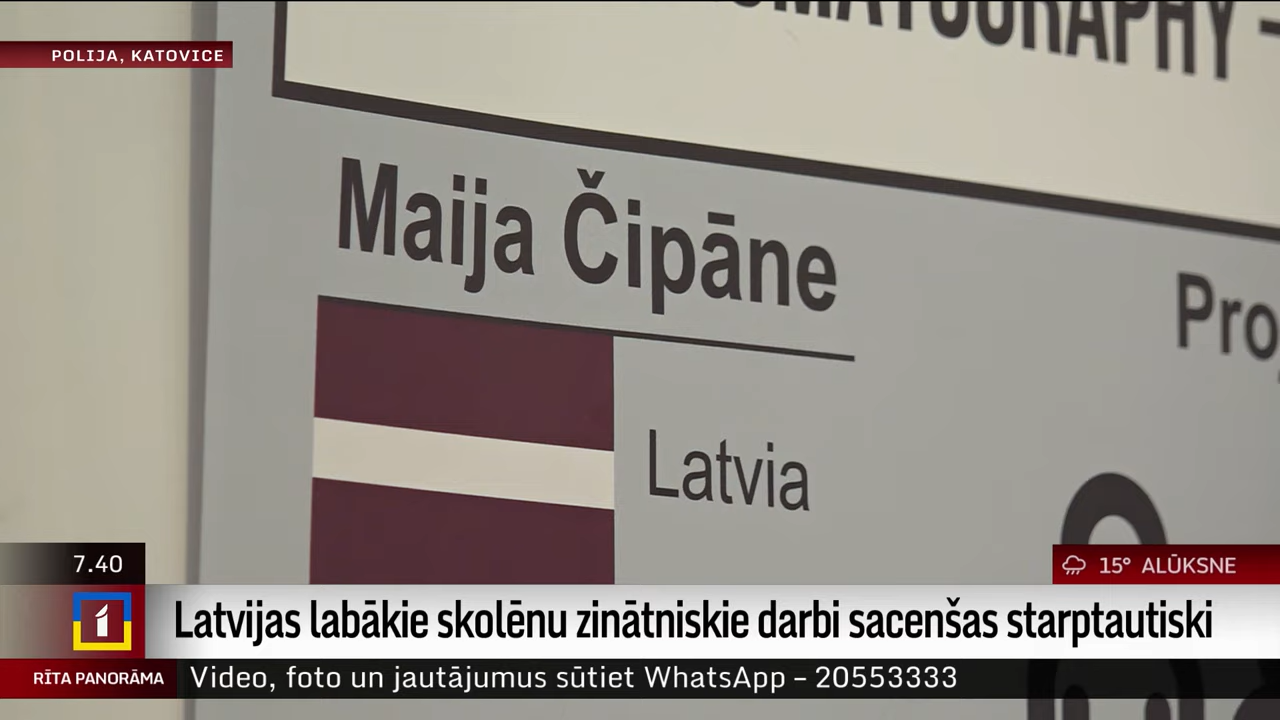 POLIJA, KATOVICE
Maija Čipāne
Latvia
7.40
15° ALŪKSNE
1
Latvijas labākie skolēnu zinātniskie darbi sacenšas starptautiski
RĪTA PANORĀMA
Video, foto un jautājumus sūtiet WhatsApp – 20553333